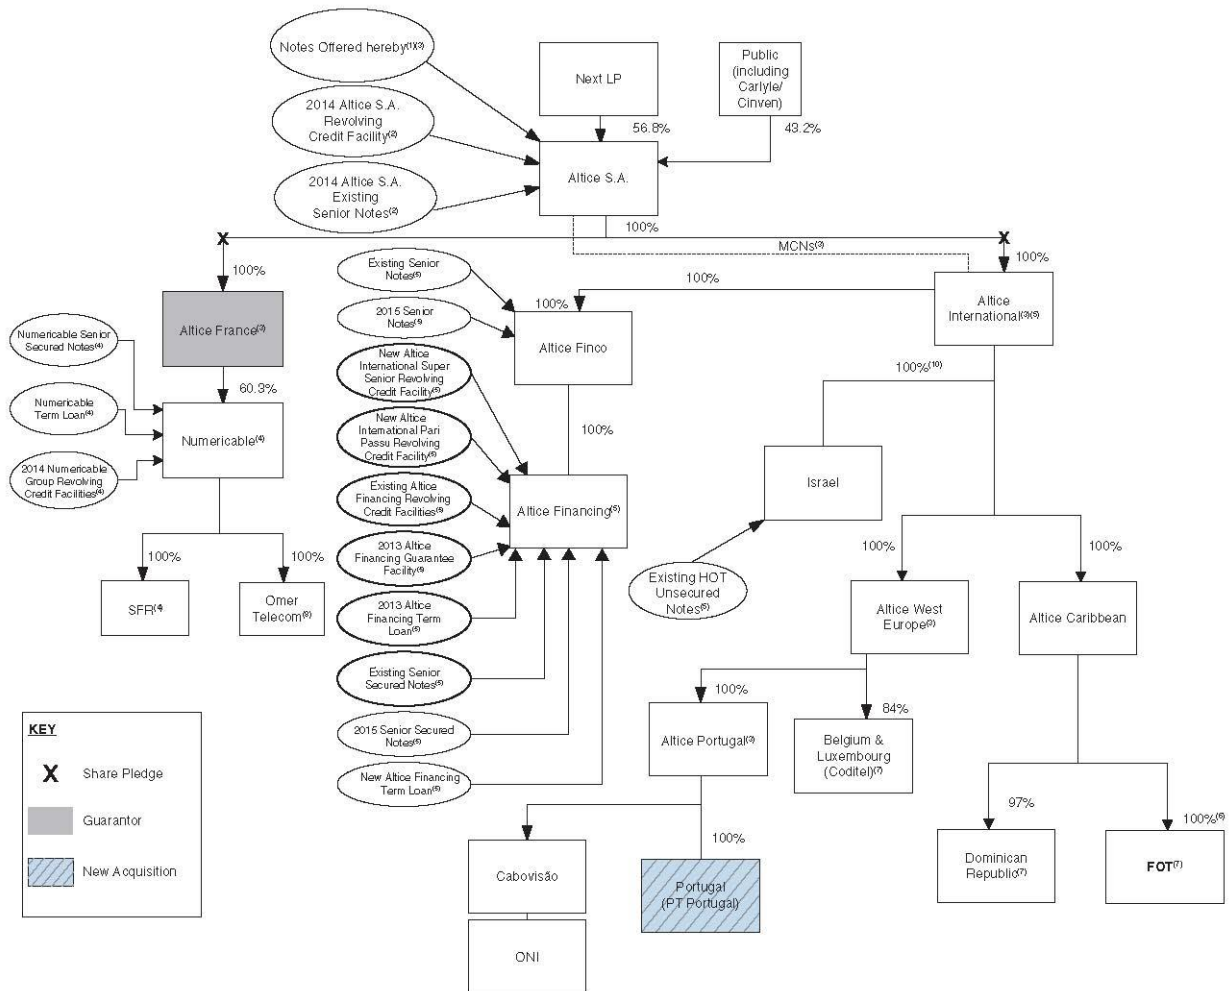 Notes Offered hereby(1)(3)
Next LP
Public
(including
Carlyle/
Cinven)
2014 Altice S.A.
Revolving
Credit Facility(2)
56.8%
43.2%
Altice S.A.
2014 Altice S.A.
Existing
Senior Notes(2)
100%
MCNs(3)
100%
100%
Existing Senior
Notes(5)
100%
100%
Altice
International(3)(5)
2015 Senior
Notes(5)
Altice France(3)
Altice Finco
Numericable Senior
Secured Notes(4)
New Altice
International Super
Senior Revolving
Credit Facility(5)
100%(10)
60.3%
Numericable
Term Loan(4)
Numericable(4)
New Altice
International Pari
Passu Revolving
Credit Facility(5)
100%
2014 Numericable
Group Revolving
Credit Facilities(4)
Israel
Existing Altice
Financing Revolving
Credit Facilities(5)
Altice Financing(5)
100%
100%
2013 Altice
Financing Guarantee
Facility(5)
100%
100%
Existing HOT
Unsecured
Notes(5)
SFR(4)
Omer
Telecom(8)
2013 Altice
Financing Term
Loan(5)
Altice West
Europe(3)
Altice Caribbean
Existing Senior
Secured Notes(5)
100%
84%
2015 Senior Secured
Notes(5)
Altice Portugal(3)
Belgium &
Luxembourg
(Coditel)(7)
New Altice Financing
Term Loan(5)
KEY
X Share Pledge
Guarantor
New Acquisition
97%
100%(6)
100%
Cabovisão
Portugal
(PT Portugal)
Dominican
Republic(7)
FOT(7)
ONI